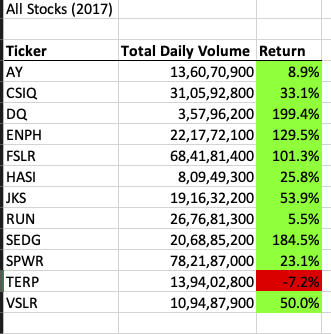 All Stocks (2017)
Ticker Total Daily Volume Return
AY 13,60,70,900 8.9%
CSIQ 31,05,92,800 33.1%
DQ 3,57,96,200 199.4%
ENPH 22,17,72,100 129.5%
FSLR 68,41,81,400 101.3%
HASI 8,09,49,300 25.8%
JKS 19,16,32,200 53.9%
RUN 26,76,81,300 5.5%
SEDG 20,68,85,200 184.5%
SPWR 78,21,87,000 23.1%
TERP 13,94,02,800 -7.2%
VSLR 10,94,87,900 50.0%